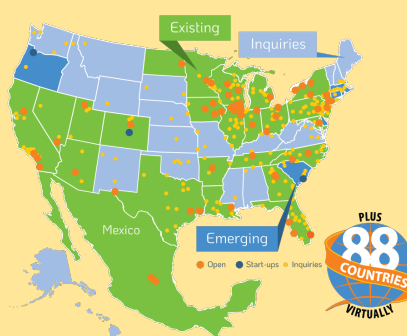 Existing
Inquiries
Mexico
Emerging
Open Start-ups Inquiries
PLUS
88
COUNTRIES
VIRTUALLY